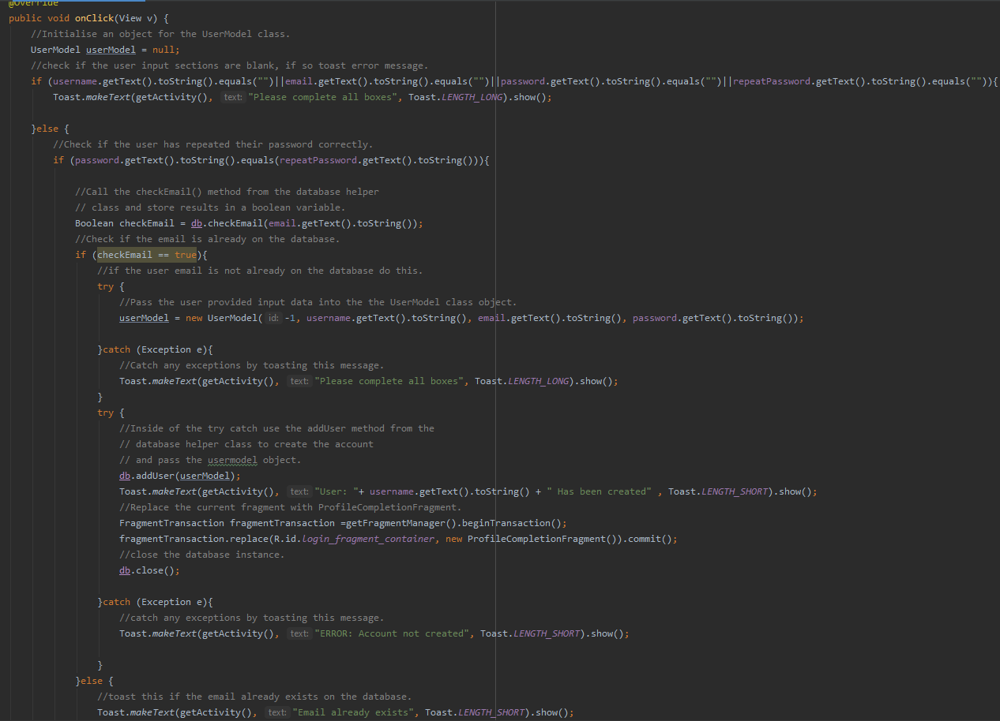 @Override
public void onClick(View v) {
//Initialise an object for the UserModel class.
UserModel userModel = null;
//check if the user input sections are blank, if so toast error message.
if (username.getText().toString().equals("")||email.getText().toString().equals("")||password.getText().toString().equals("")||repeatPassword.getText().toString().equals("")){
Toast.makeText(getActivity(), text: "Please complete all boxes", Toast.LENGTH_LONG).show();
}else {
//Check if the user has repeated their password correctly.
if (password.getText().toString().equals(repeatPassword.getText().toString())){
//Call the checkEmail() method from the database helper
// class and store results in a boolean variable.
Boolean checkEmail = db.checkEmail(email.getText().toString());
//Check if the email is already on the database.
if (checkEmail == true){
//if the user email is not already on the database do this.
try {
//Pass the user provided input data into the the UserModel class object.
userModel = new UserModel( id: -1, username.getText().toString(), email.getText().toString(), password.getText().toString());
}catch (Exception e){
//Catch any exceptions by toasting this message.
Toast.makeText(getActivity(), text: "Please complete all boxes", Toast.LENGTH_LONG).show();
}
try {
//Inside of the try catch use the addUser method from the
// database helper class to create the account
// and pass the usermodel object.
db.addUser(userModel);
Toast.makeText(getActivity(), text: "User: "+ username.getText().toString() + " Has been created" , Toast.LENGTH_SHORT).show();
//Replace the current fragment with ProfileCompletionFragment.
FragmentTransaction fragmentTransaction =getFragmentManager().beginTransaction();
fragmentTransaction.replace(R.id.login_fragment_container, new ProfileCompletionFragment()).commit();
//close the database instance.
db.close();
}catch (Exception e){
//catch any exceptions by toasting this message.
Toast.makeText(getActivity(), text: "ERROR: Account not created", Toast.LENGTH_SHORT).show();
}
}else {
//toast this if the email already exists on the database.
Toast.makeText(getActivity(), text: "Email already exists", Toast.LENGTH_SHORT).show();